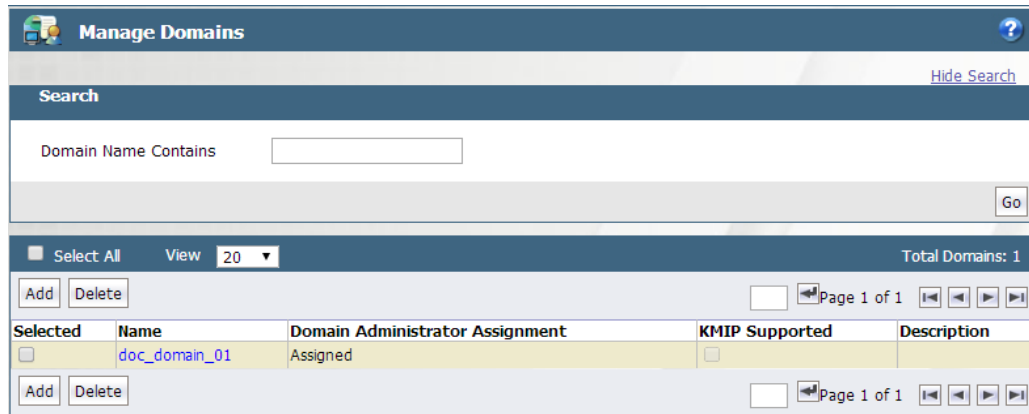 Manage Domains ?
Hide Search
Search
Domain Name Contains
Go
Select All View 20 Total Domains: 1
Add Delete Page 1 of 1
Selected Name Domain Administrator Assignment KMIP Supported Description
doc_domain_01 Assigned
Add Delete Page 1 of 1